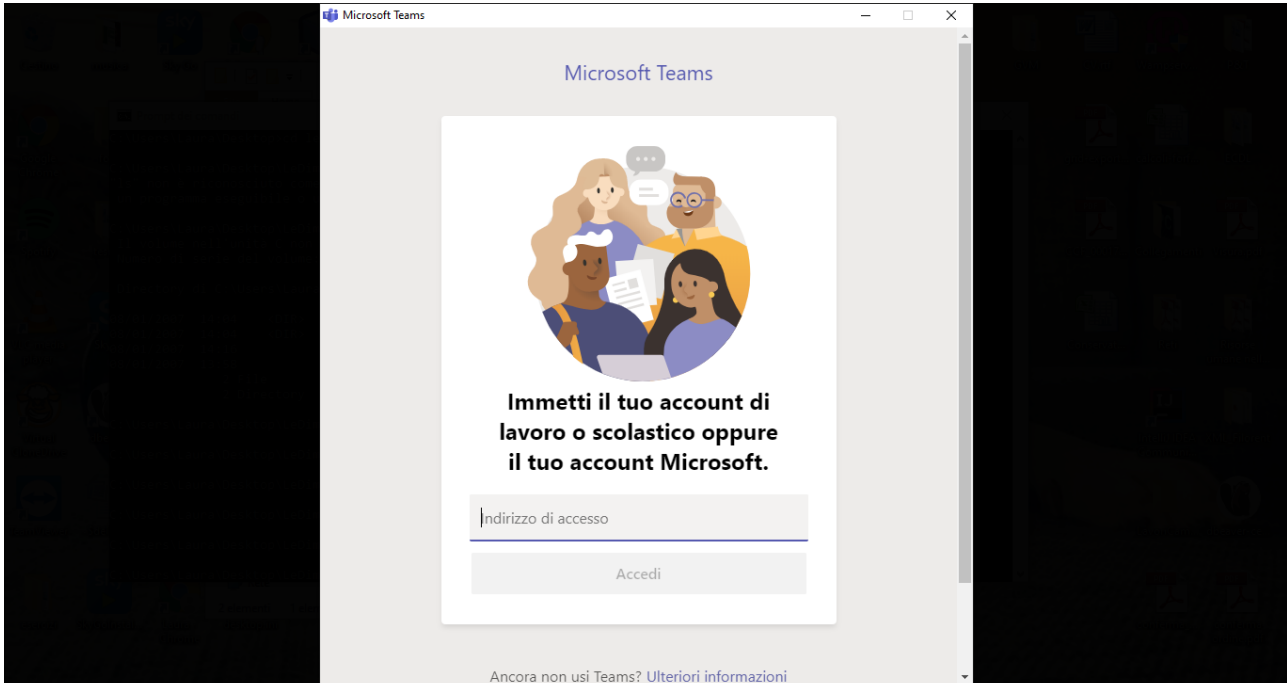 Microsoft Teams
Microsoft Teams
Immetti il tuo account di
lavoro o scolastico oppure
il tuo account Microsoft.
Indirizzo di accesso
Accedi
Ancora non usi Teams? Ulteriori informazioni